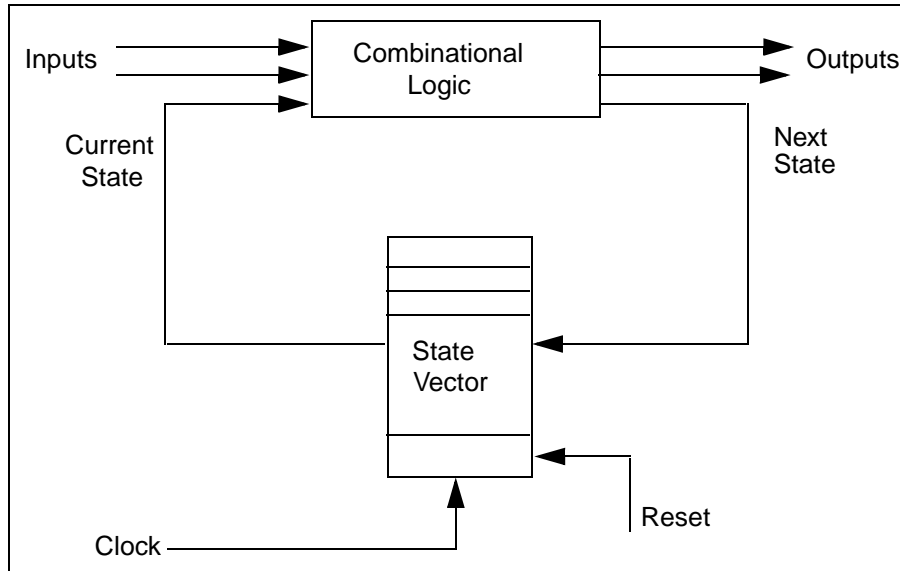 Inputs
Combinational
Logic
Outputs
Current
State
Next
State
State
Vector
Reset
Clock